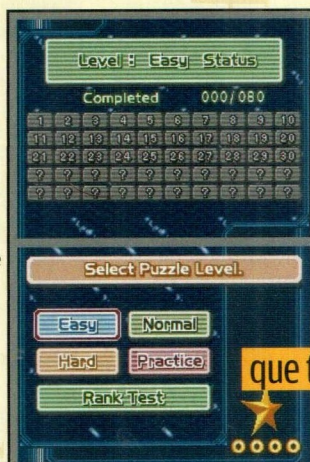 Level : Easy Status
Completed 000/080
1 2 3 4 5 6 7 8 9 10
11 12 13 14 15 16 17 18 19 20
21 22 23 24 25 26 27 28 29 30
? ? ? ? ? ? ? ? ? ?
? ? ? ? ? ? ? ? ? ?
Select Puzzle Level.
Easy Normal
Hard Practice
Rank Test
que t